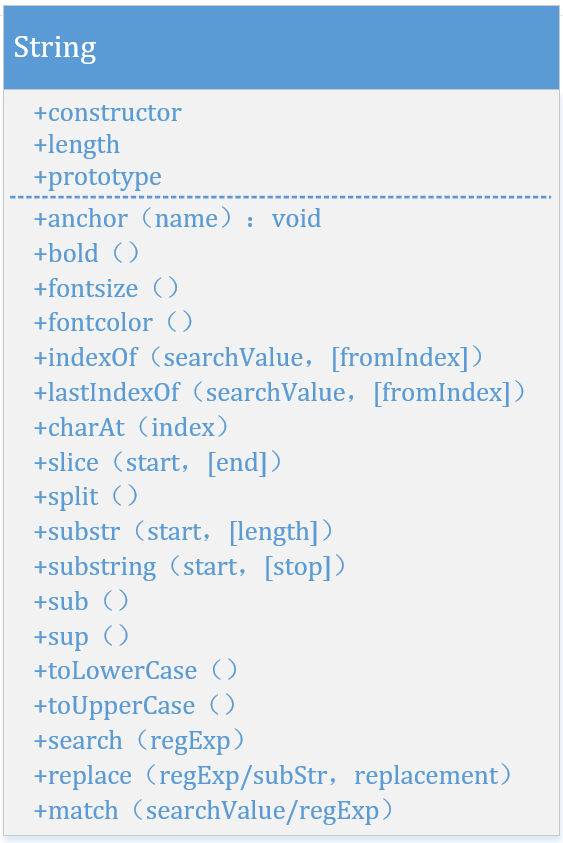 String
+constructor
+length
+prototype
+anchor（name）：void
+bold（）
+fontsize（）
+fontcolor（）
+indexOf（searchValue，[fromIndex]）
+lastIndexOf（searchValue，[fromIndex]）
+charAt（index）
+slice（start，[end]）
+split（）
+substr（start，[length]）
+substring（start，[stop]）
+sub（）
+sup（）
+toLowerCase（）
+toUpperCase（）
+search（regExp）
+replace（regExp/subStr，replacement）
+match（searchValue/regExp）